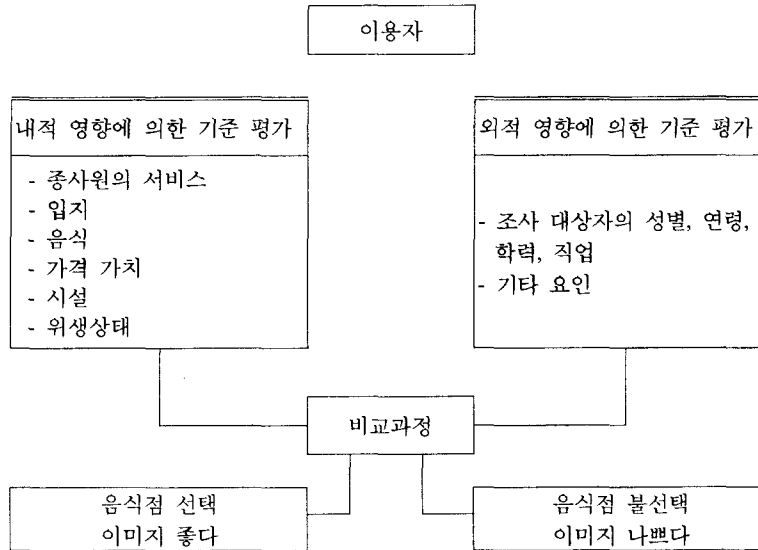 이용자
내적 영향에 의한 기준 평가
- 종사원의 서비스
- 입지
- 음식
- 가격 가치
- 시설
- 위생상태
외적 영향에 의한 기준 평가
- 조사 대상자의 성별, 연령,
학력, 직업
- 기타 요인
비교과정
음식점 선택
이미지 좋다
음식점 불선택
이미지 나쁘다